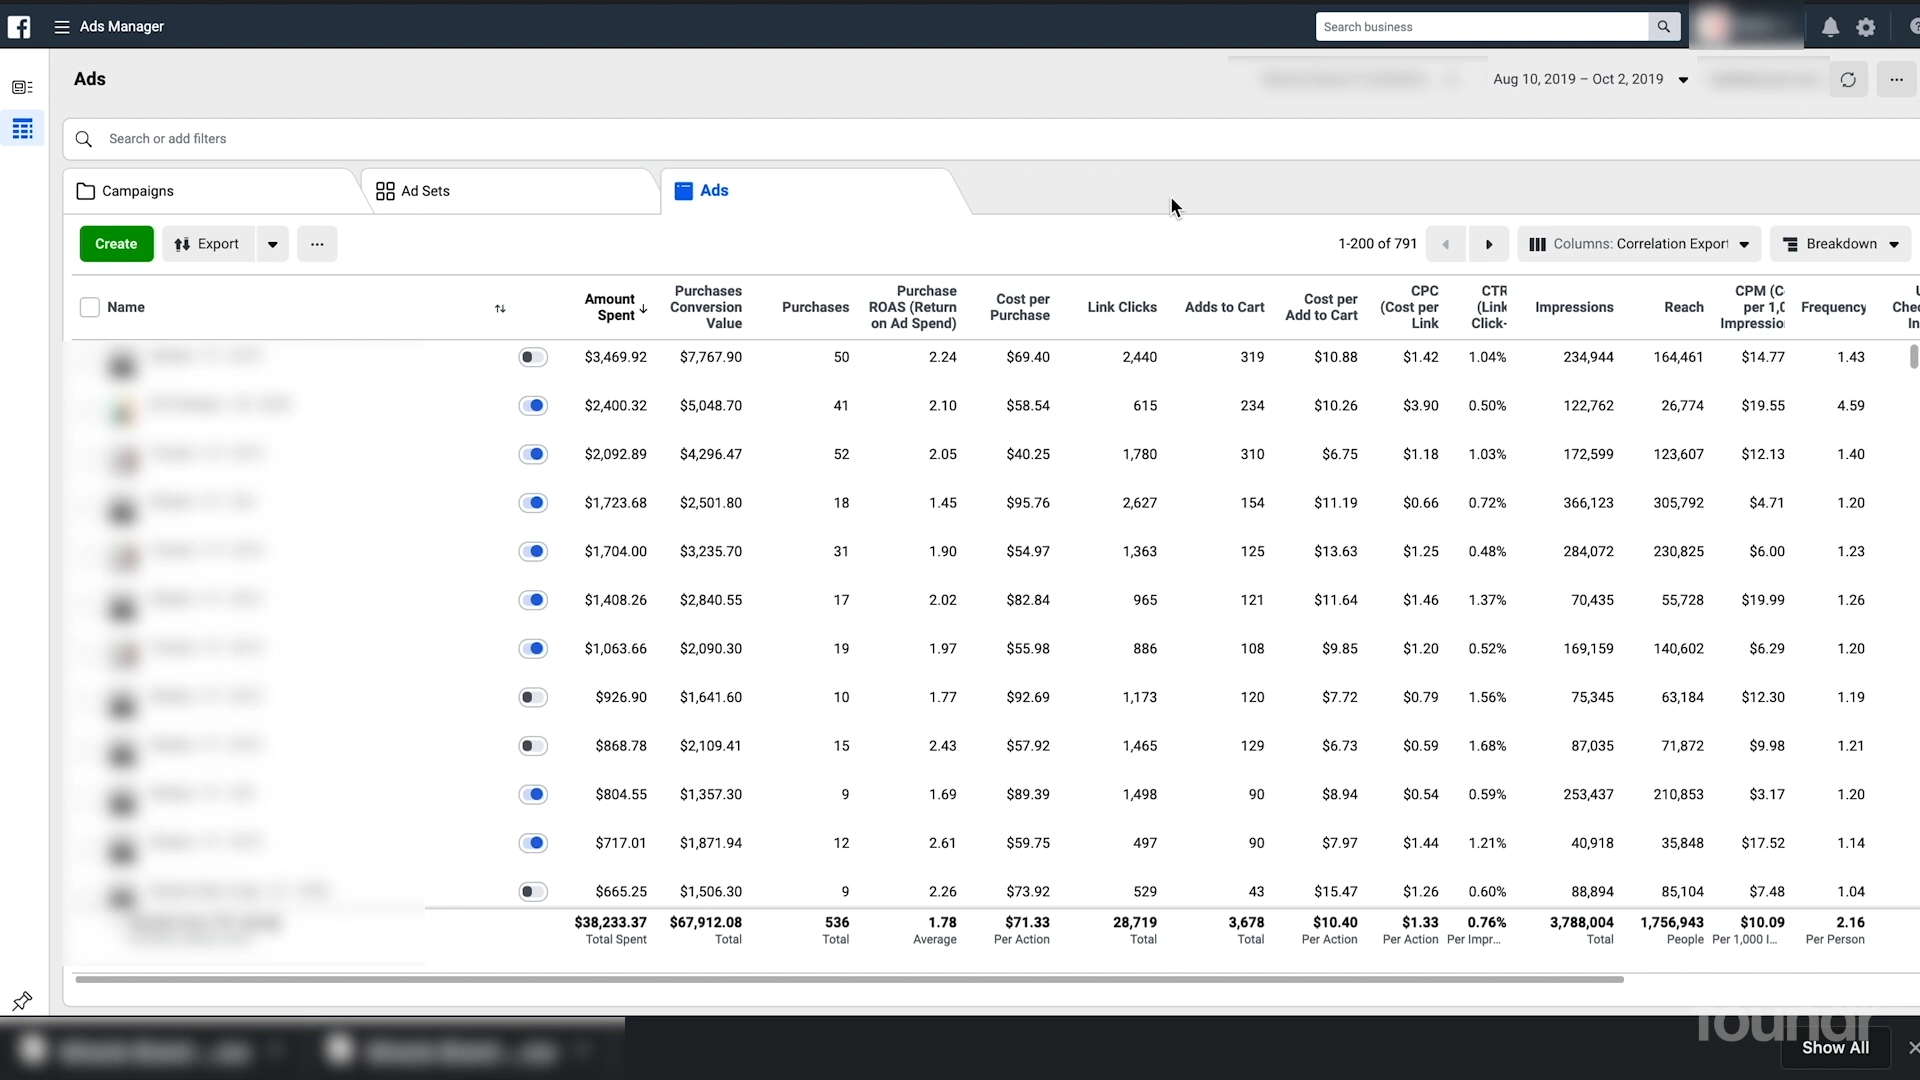 Ads Manager
Search business
Ads
Aug 10, 2019 – Oct 2, 2019
Search or add filters
Campaigns
Ad Sets
Ads
Create
Export
1-200 of 791
Columns: Correlation Export
Breakdown
Name
Amount Spent
Purchases Conversion Value
Purchases
Purchase ROAS (Return on Ad Spend)
Cost per Purchase
Link Clicks
Adds to Cart
Cost per Add to Cart
CPC (Cost per Link
CTR (Link Click-
Impressions
Reach
CPM (C per 1,0 Impressio
Frequency
$3,469.92 $7,767.90 50 2.24 $69.40 2,440 319 $10.88 $1.42 1.04% 234,944 164,461 $14.77 1.43
$2,400.32 $5,048.70 41 2.10 $58.54 615 234 $10.26 $3.90 0.50% 122,762 26,774 $19.55 4.59
$2,092.89 $4,296.47 52 2.05 $40.25 1,780 310 $6.75 $1.18 1.03% 172,599 123,607 $12.13 1.40
$1,723.68 $2,501.80 18 1.45 $95.76 2,627 154 $11.19 $0.66 0.72% 366,123 305,792 $4.71 1.20
$1,704.00 $3,235.70 31 1.90 $54.97 1,363 125 $13.63 $1.25 0.48% 284,072 230,825 $6.00 1.23
$1,408.26 $2,840.55 17 2.02 $82.84 965 121 $11.64 $1.46 1.37% 70,435 55,728 $19.99 1.26
$1,063.66 $2,090.30 19 1.97 $55.98 886 108 $9.85 $1.20 0.52% 169,159 140,602 $6.29 1.20
$926.90 $1,641.60 10 1.77 $92.69 1,173 120 $7.72 $0.79 1.56% 75,345 63,184 $12.30 1.19
$868.78 $2,109.41 15 2.43 $57.92 1,465 129 $6.73 $0.59 1.68% 87,035 71,872 $9.98 1.21
$804.55 $1,357.30 9 1.69 $89.39 1,498 90 $8.94 $0.54 0.59% 253,437 210,853 $3.17 1.20
$717.01 $1,871.94 12 2.61 $59.75 497 90 $7.97 $1.44 1.21% 40,918 35,848 $17.52 1.14
$665.25 $1,506.30 9 2.26 $73.92 529 43 $15.47 $1.26 0.60% 88,894 85,104 $7.48 1.04
$38,233.37 $67,912.08 536 1.78 $71.33 28,719 3,678 $10.40 $1.33 0.76% 3,788,004 1,756,943 $10.09 2.16
Total Spent Total Total Average Per Action Total Total Per Action Per Action Per Impr... Total People Per 1,000 I... Per Person
foundr
Show All